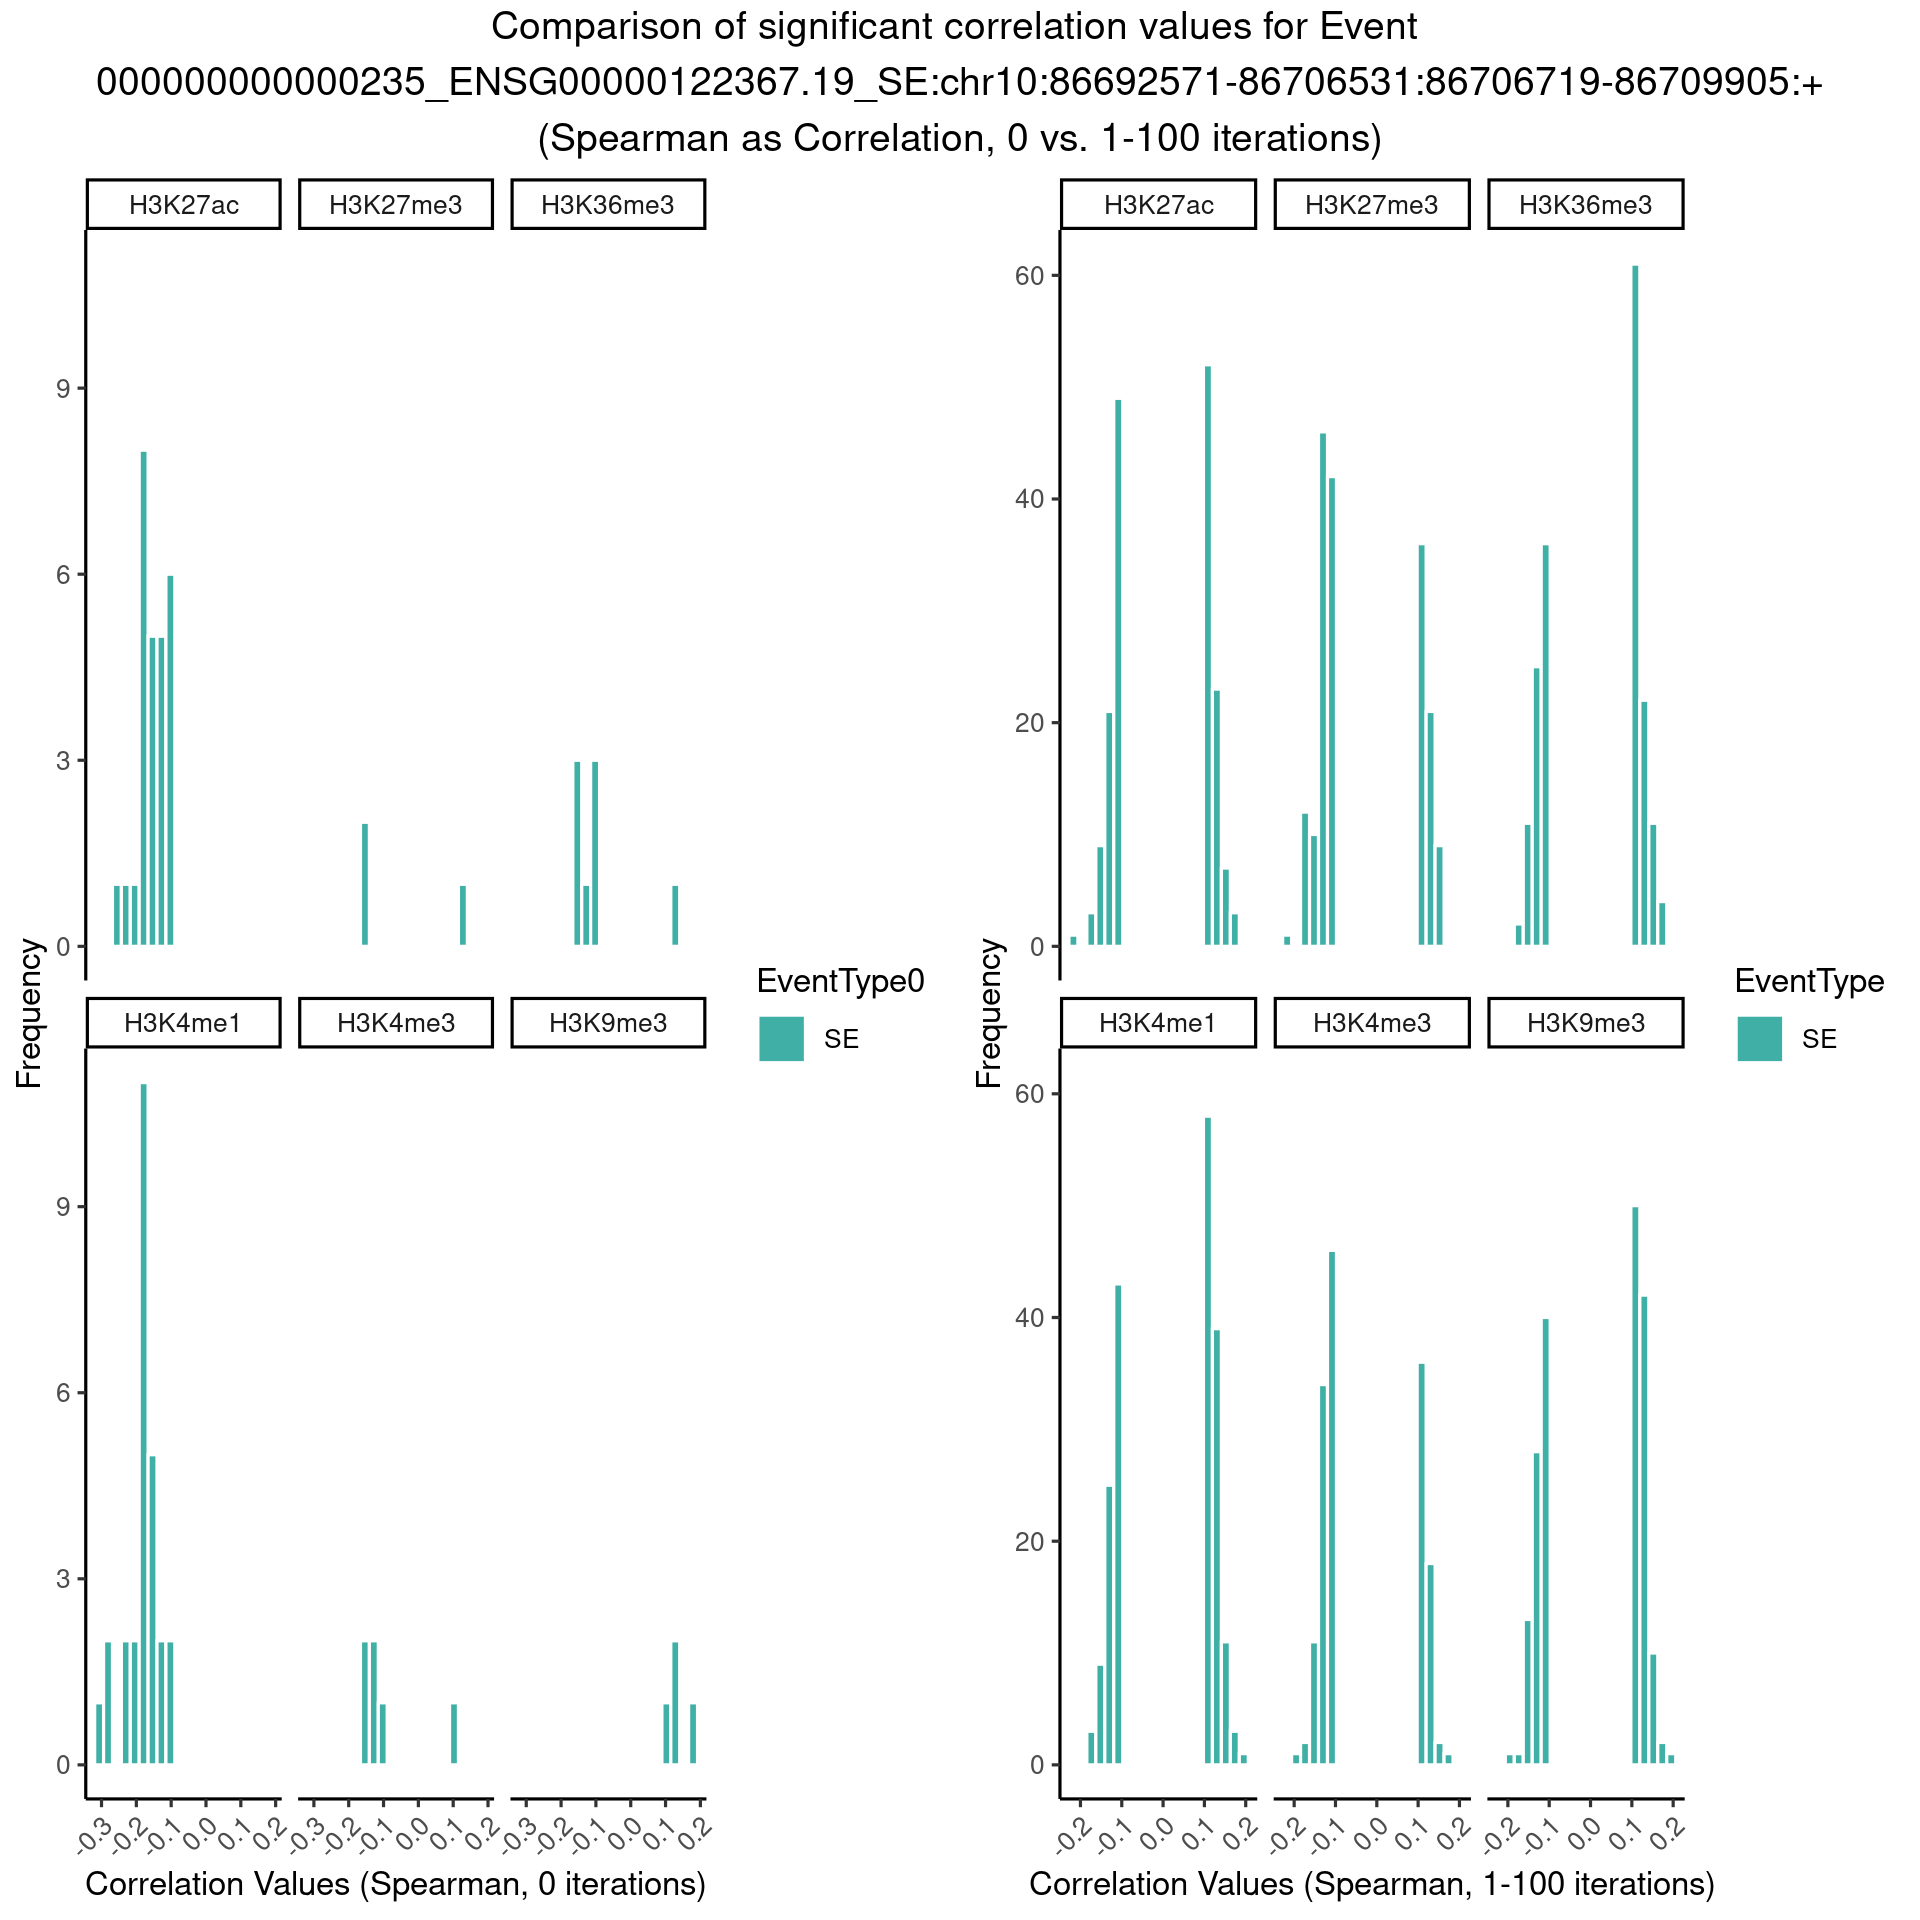 Comparison of significant correlation values for Event
000000000000235_ENSG00000122367.19_SE:chr10:86692571-86706531:86706719-86709905:+
(Spearman as Correlation, 0 vs. 1-100 iterations)
H3K27ac H3K27me3 H3K36me3
9
6
3
0
H3K4me1 H3K4me3 H3K9me3
9
6
3
0
-0.3 -0.2 -0.1 0.0 0.1 0.2 -0.3 -0.2 -0.1 0.0 0.1 0.2 -0.3 -0.2 -0.1 0.0 0.1 0.2
Frequency
Correlation Values (Spearman, 0 iterations)
EventType0
SE
H3K27ac H3K27me3 H3K36me3
60
40
20
0
H3K4me1 H3K4me3 H3K9me3
60
40
20
0
-0.2 -0.1 0.0 0.1 0.2 -0.2 -0.1 0.0 0.1 0.2 -0.2 -0.1 0.0 0.1 0.2
Frequency
Correlation Values (Spearman, 1-100 iterations)
EventType
SE